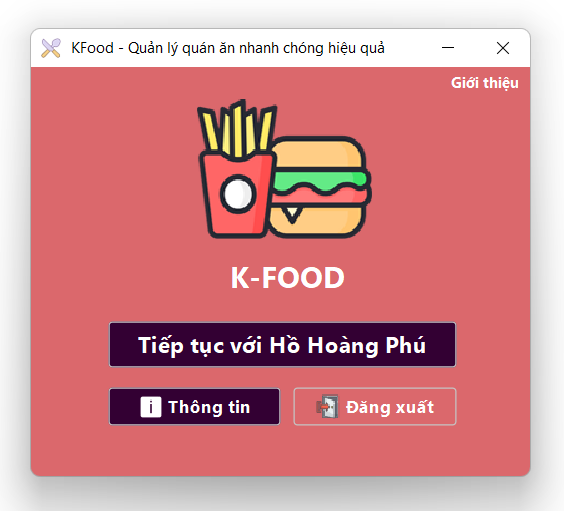 KFood - Quản lý quán ăn nhanh chóng hiệu quả
Giới thiệu
K-FOOD
Tiếp tục với Hồ Hoàng Phú
i Thông tin
Đăng xuất